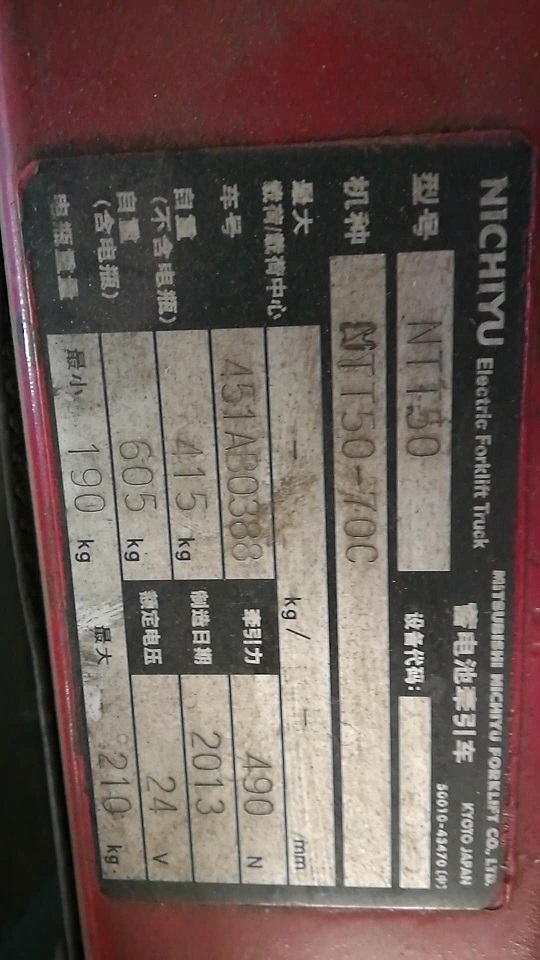 NICHIYU Electric Forklift Truck MITSUBISHI NICHIYU FORKLIFT CO., LTD.
蓄电池牵引车 KYOTO JAPAN
50010-43470(中)
型号 NTT50 设备代码:
机种 NTT50-70C
最大载荷/载荷中心 - kg/ - mm
车号 451AB0388 牵引力 490 N
自重(不含电瓶) 415 kg 制造日期 2013
自重(含电瓶) 605 kg 额定电压 24 V
电瓶重量 最小 190 kg 最大 210 kg